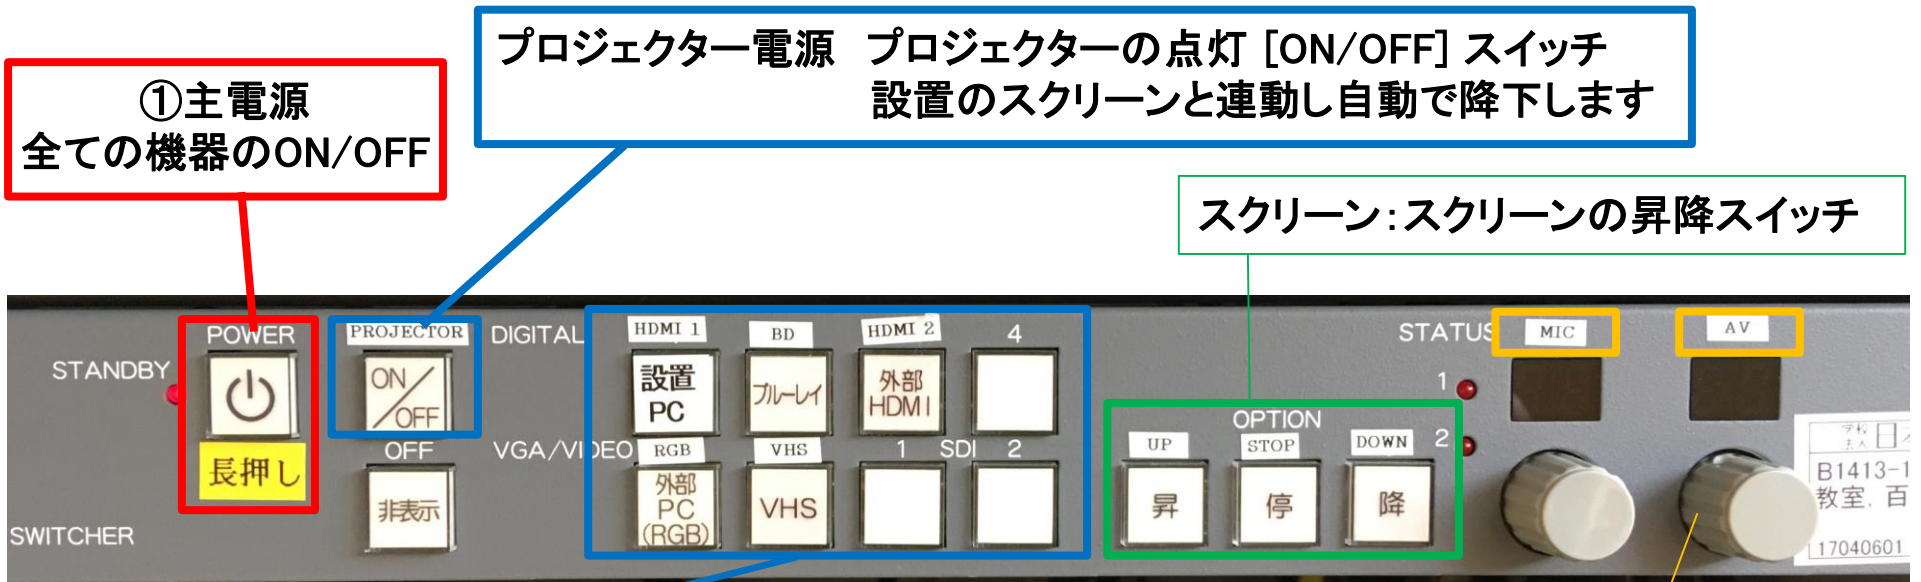 プロジェクター電源　プロジェクターの点灯 [ON/OFF] スイッチ
設置のスクリーンと連動し自動で降下します
①主電源
全ての機器のON/OFF
スクリーン：スクリーンの昇降スイッチ
POWER
PROJECTOR
DIGITAL
HDMI 1
BD
HDMI 2
4
STATUS
MIC
AV
STANDBY
ON/OFF
設置
PC
ブルーレイ
外部
HDMI
1
OPTION
2
OFF
VGA/VIDEO
RGB
VHS
1 SDI 2
UP
STOP
DOWN
長押し
非表示
外部
PC
(RGB)
VHS
昇
停
降
B1413-1
教室, 百
17040601
SWITCHER